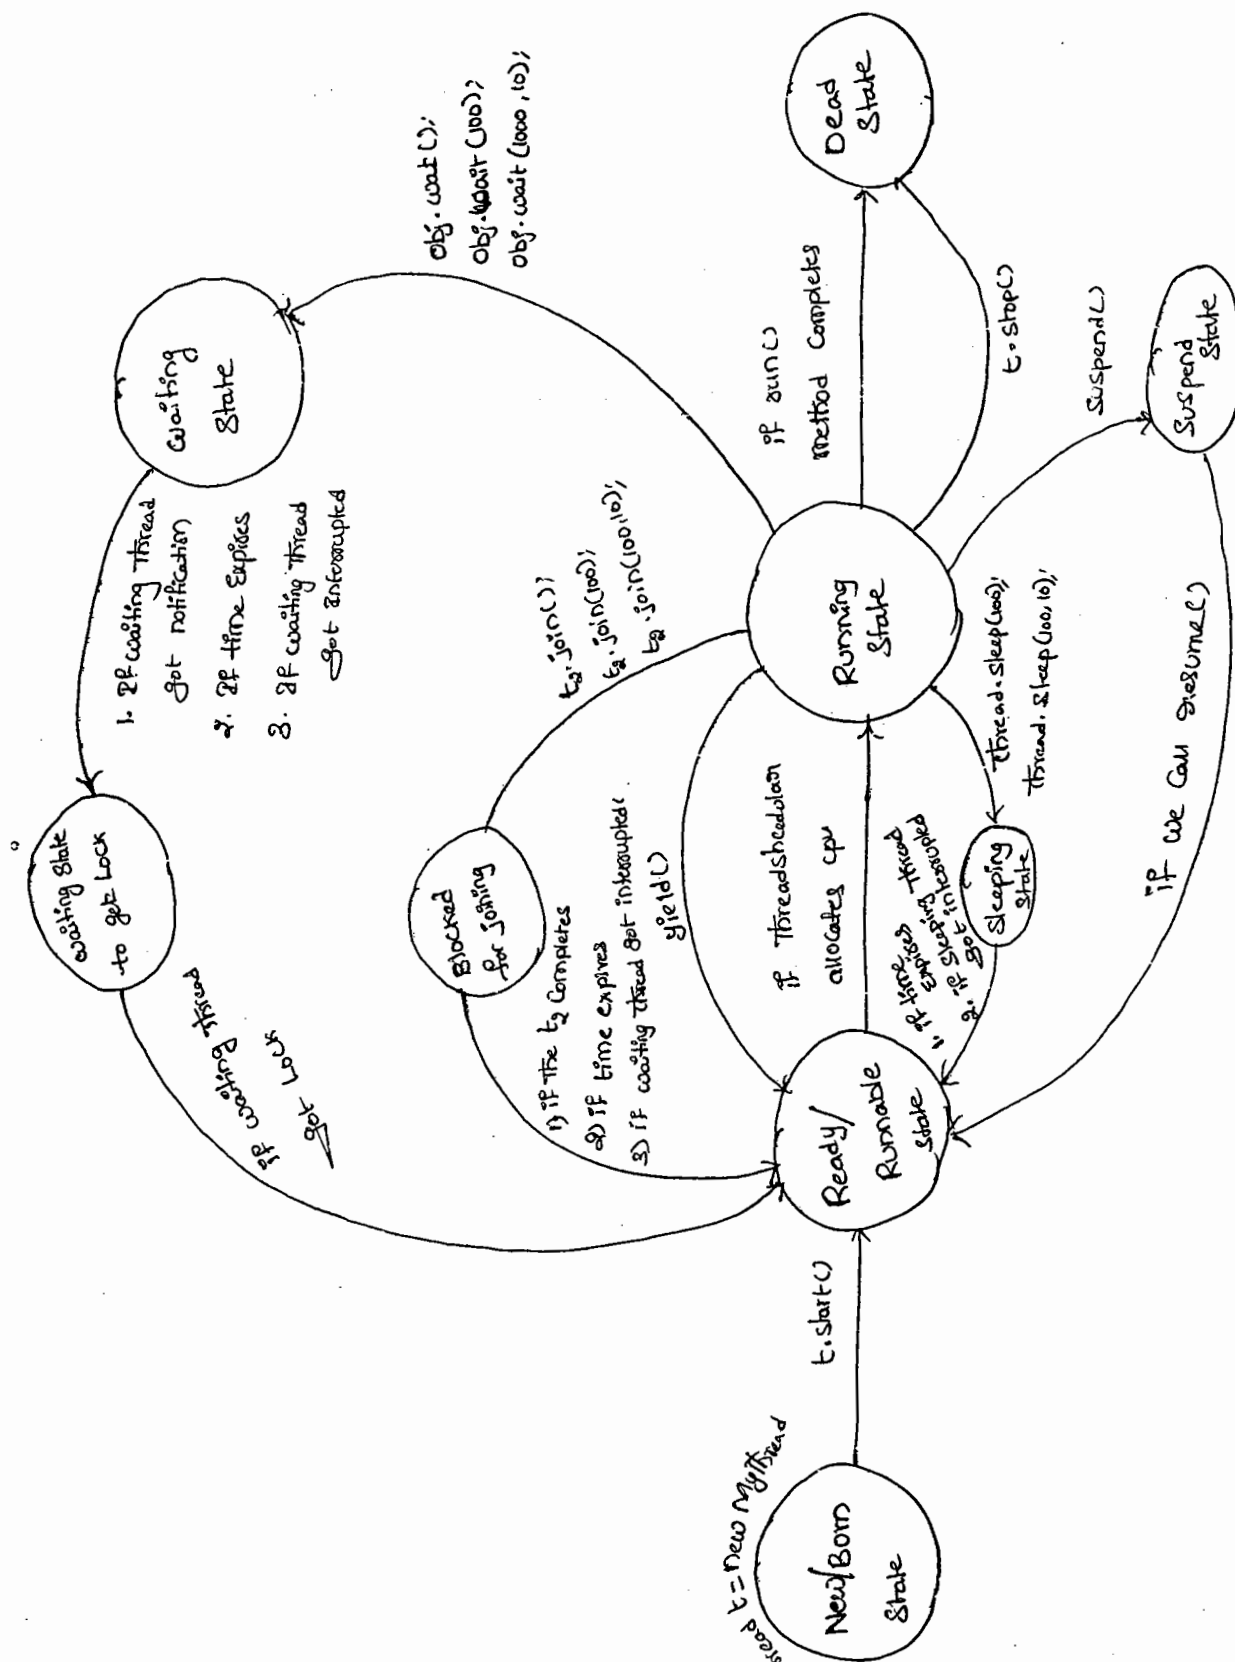 obj.wait();
obj.wait(100);
obj.wait(1000,10);
Waiting
State
1. If waiting Thread
got notification
2. If time Expires
3. If waiting Thread
got interrupted
waiting State
to get Lock
if waiting Thread
got Lock
t2.join();
t2.join(100);
t2.join(100,10);
Blocked
for joining
1) if the t2 Completes
2) if time expires
3) if waiting thread got interrupted
yield()
New/Born
State
t.start()
Ready/
Runnable
State
if Threadshedular
allocates cpu
Running
State
if run()
method Completes
Dead
State
t.stop()
Thread.sleep(100);
Thread.sleep(100,10);
Sleeping
State
1. If time
Expires
2. if Sleeping Thread
got interrupted
Suspend()
Suspend
State
if we call resume()
t=new MyThread